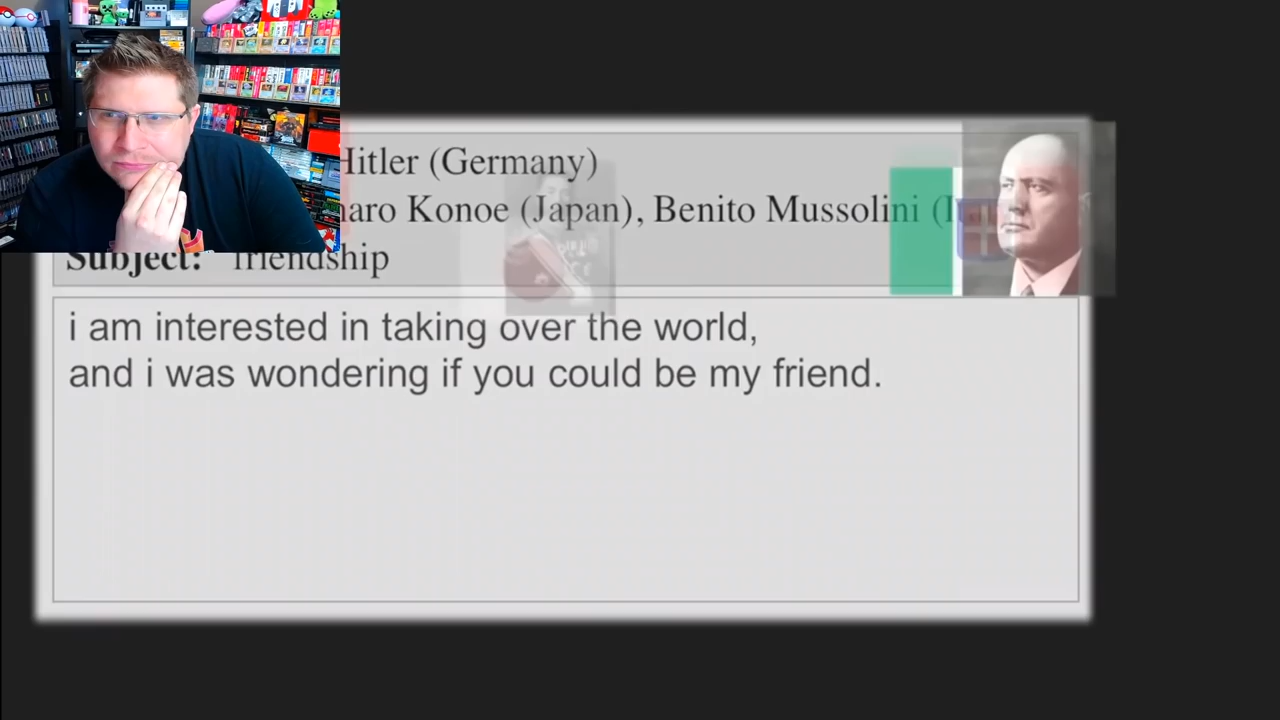 Hitler (Germany)
Konoe (Japan), Benito Mussolini
Subject: friendship
i am interested in taking over the world,
and i was wondering if you could be my friend.